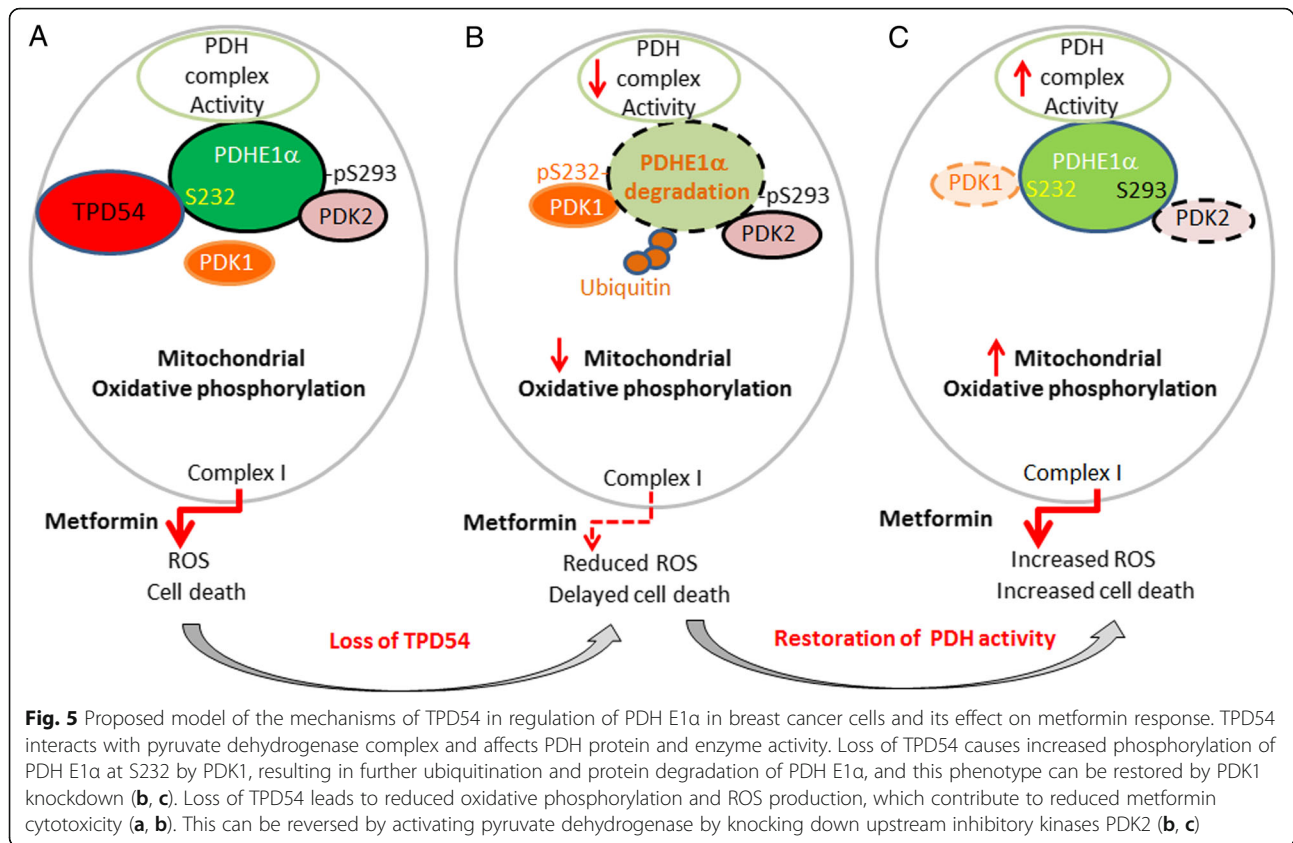 A
PDH
complex
Activity
PDHE1α
-pS293
S232
TPD54
PDK2
PDK1
Mitochondrial
Oxidative phosphorylation
Complex I
Metformin
ROS
Cell death
B
PDH
complex
Activity
pS232-
PDHE1α
degradation
PDK1
-pS293
PDK2
Ubiquitin
Mitochondrial
Oxidative phosphorylation
Complex I
Metformin
Reduced ROS
Delayed cell death
C
PDH
complex
Activity
PDHE1α
PDK1
S232
S293
PDK2
Mitochondrial
Oxidative phosphorylation
Complex I
Metformin
Increased ROS
Increased cell death
Loss of TPD54
Restoration of PDH activity
Fig. 5 Proposed model of the mechanisms of TPD54 in regulation of PDH E1α in breast cancer cells and its effect on metformin response. TPD54
interacts with pyruvate dehydrogenase complex and affects PDH protein and enzyme activity. Loss of TPD54 causes increased phosphorylation of
PDH E1α at S232 by PDK1, resulting in further ubiquitination and protein degradation of PDH E1α, and this phenotype can be restored by PDK1
knockdown (b, c). Loss of TPD54 leads to reduced oxidative phosphorylation and ROS production, which contribute to reduced metformin
cytotoxicity (a, b). This can be reversed by activating pyruvate dehydrogenase by knocking down upstream inhibitory kinases PDK2 (b, c)